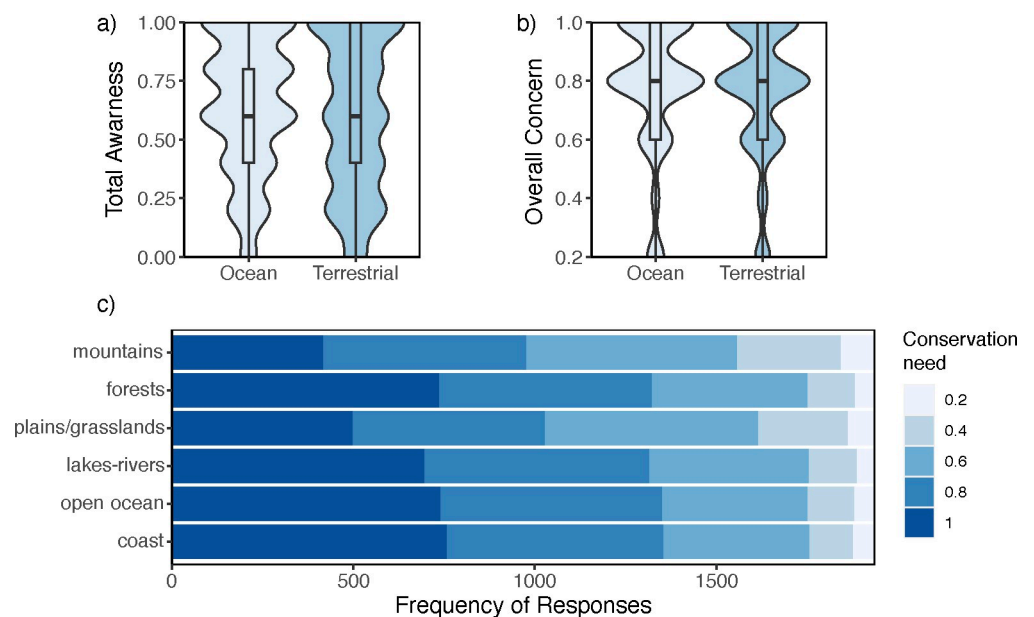 a)
1.00
0.75
0.50
0.25
0.00
Total Awarness
Ocean
Terrestrial
b)
1.00
0.8
0.6
0.4
0.2
Overall Concern
Ocean
Terrestrial
c)
mountains
forests
plains/grasslands
lakes-rivers
open ocean
coast
0
500
1000
1500
Frequency of Responses
Conservation
need
0.2
0.4
0.6
0.8
1